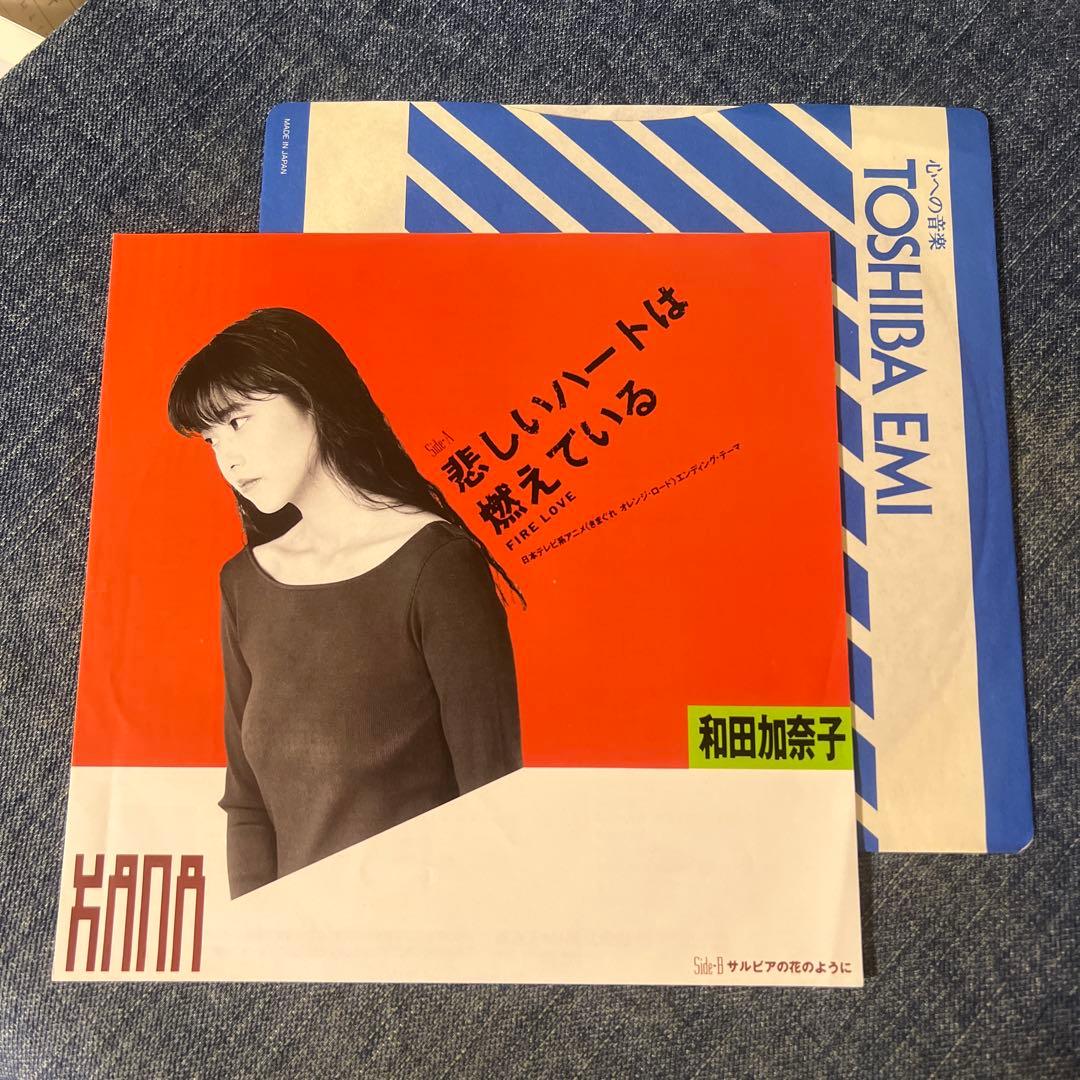 MADE IN JAPAN
心への音楽
TOSHIBA EMI
Side-A
悲しいハートは
燃えている
FIRE LOVE
日本テレビ系アニメ(きまぐれ オレンジ・ロード)エンディング・テーマ
和田加奈子
KANA
Side-B サルビアの花のように